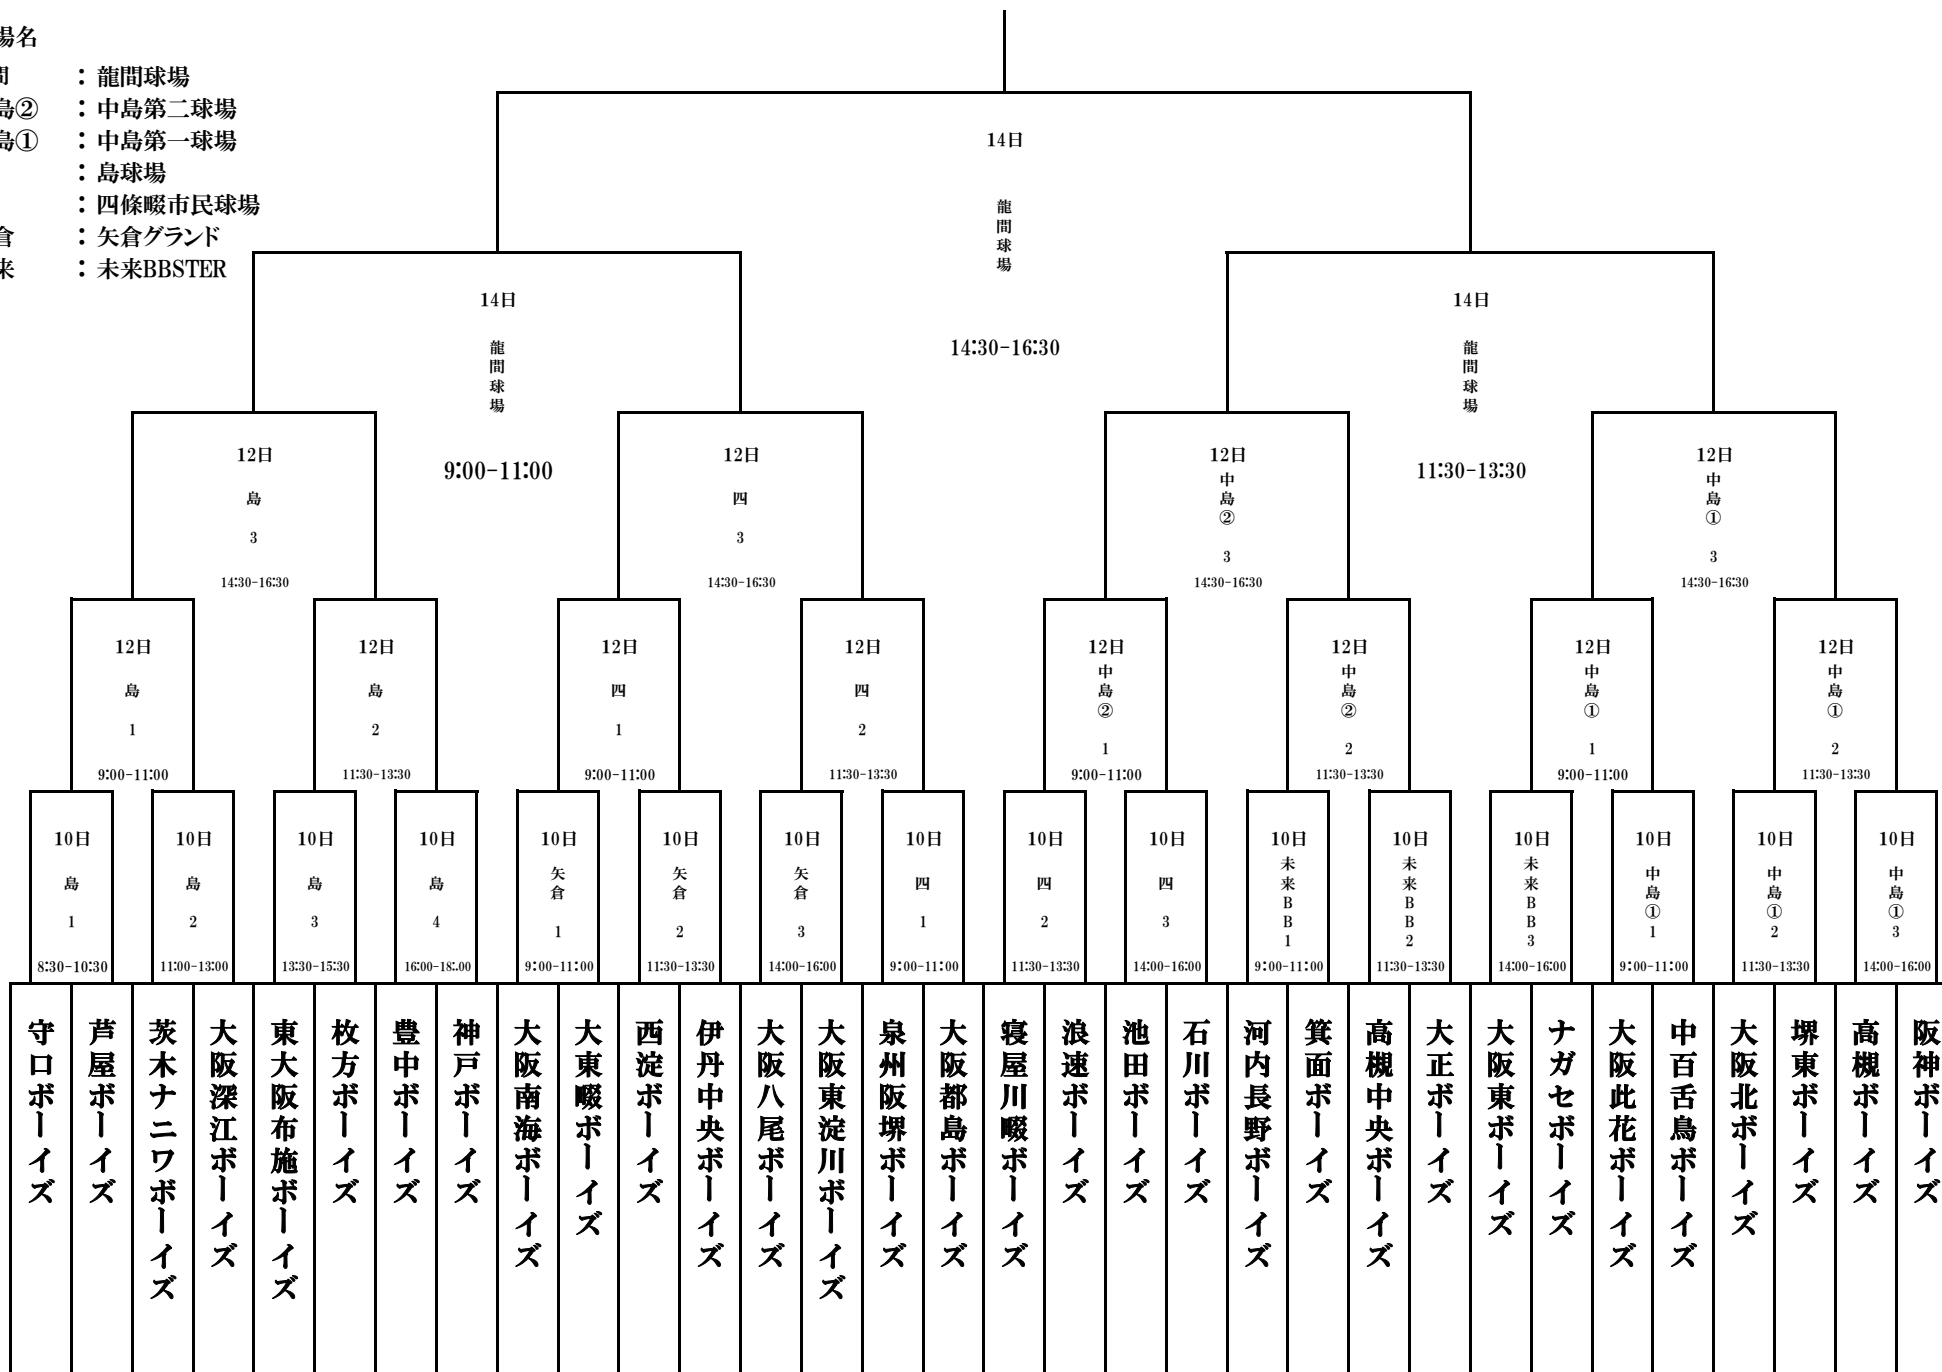 場名
間 : 龍間球場
島② : 中島第二球場
島① : 中島第一球場
: 島球場
: 四條畷市民球場
倉 : 矢倉グランド
来 : 未来BBSTER
14日
龍間球場
14:30-16:30
14日
龍間球場
9:00-11:00
14日
龍間球場
11:30-13:30
12日
島
3
14:30-16:30
12日
四
3
14:30-16:30
12日
中島②
3
14:30-16:30
12日
中島①
3
14:30-16:30
12日
島
1
9:00-11:00
12日
島
2
11:30-13:30
12日
四
1
9:00-11:00
12日
四
2
11:30-13:30
12日
中島②
1
9:00-11:00
12日
中島②
2
11:30-13:30
12日
中島①
1
9:00-11:00
12日
中島①
2
11:30-13:30
10日
島
1
8:30-10:30
10日
島
2
11:00-13:00
10日
島
3
13:30-15:30
10日
島
4
16:00-18:.00
10日
矢倉
1
9:00-11:00
10日
矢倉
2
11:30-13:30
10日
矢倉
3
14:00-16:00
10日
四
1
9:00-11:00
10日
四
2
11:30-13:30
10日
四
3
14:00-16:00
10日
未来BB1
9:00-11:00
10日
未来BB2
11:30-13:30
10日
未来BB3
14:00-16:00
10日
中島①1
9:00-11:00
10日
中島①2
11:30-13:30
10日
中島①3
14:00-16:00
守口ボーイズ
芦屋ボーイズ
茨木ナニワボーイズ
大阪深江ボーイズ
東大阪布施ボーイズ
枚方ボーイズ
豊中ボーイズ
神戸ボーイズ
大阪南海ボーイズ
大東畷ボーイズ
西淀ボーイズ
伊丹中央ボーイズ
大阪八尾ボーイズ
大阪東淀川ボーイズ
泉州阪堺ボーイズ
大阪都島ボーイズ
寝屋川畷ボーイズ
浪速ボーイズ
池田ボーイズ
石川ボーイズ
河内長野ボーイズ
箕面ボーイズ
高槻中央ボーイズ
大正ボーイズ
大阪東ボーイズ
ナガセボーイズ
大阪此花ボーイズ
中百舌鳥ボーイズ
大阪北ボーイズ
堺東ボーイズ
高槻ボーイズ
阪神ボーイズ